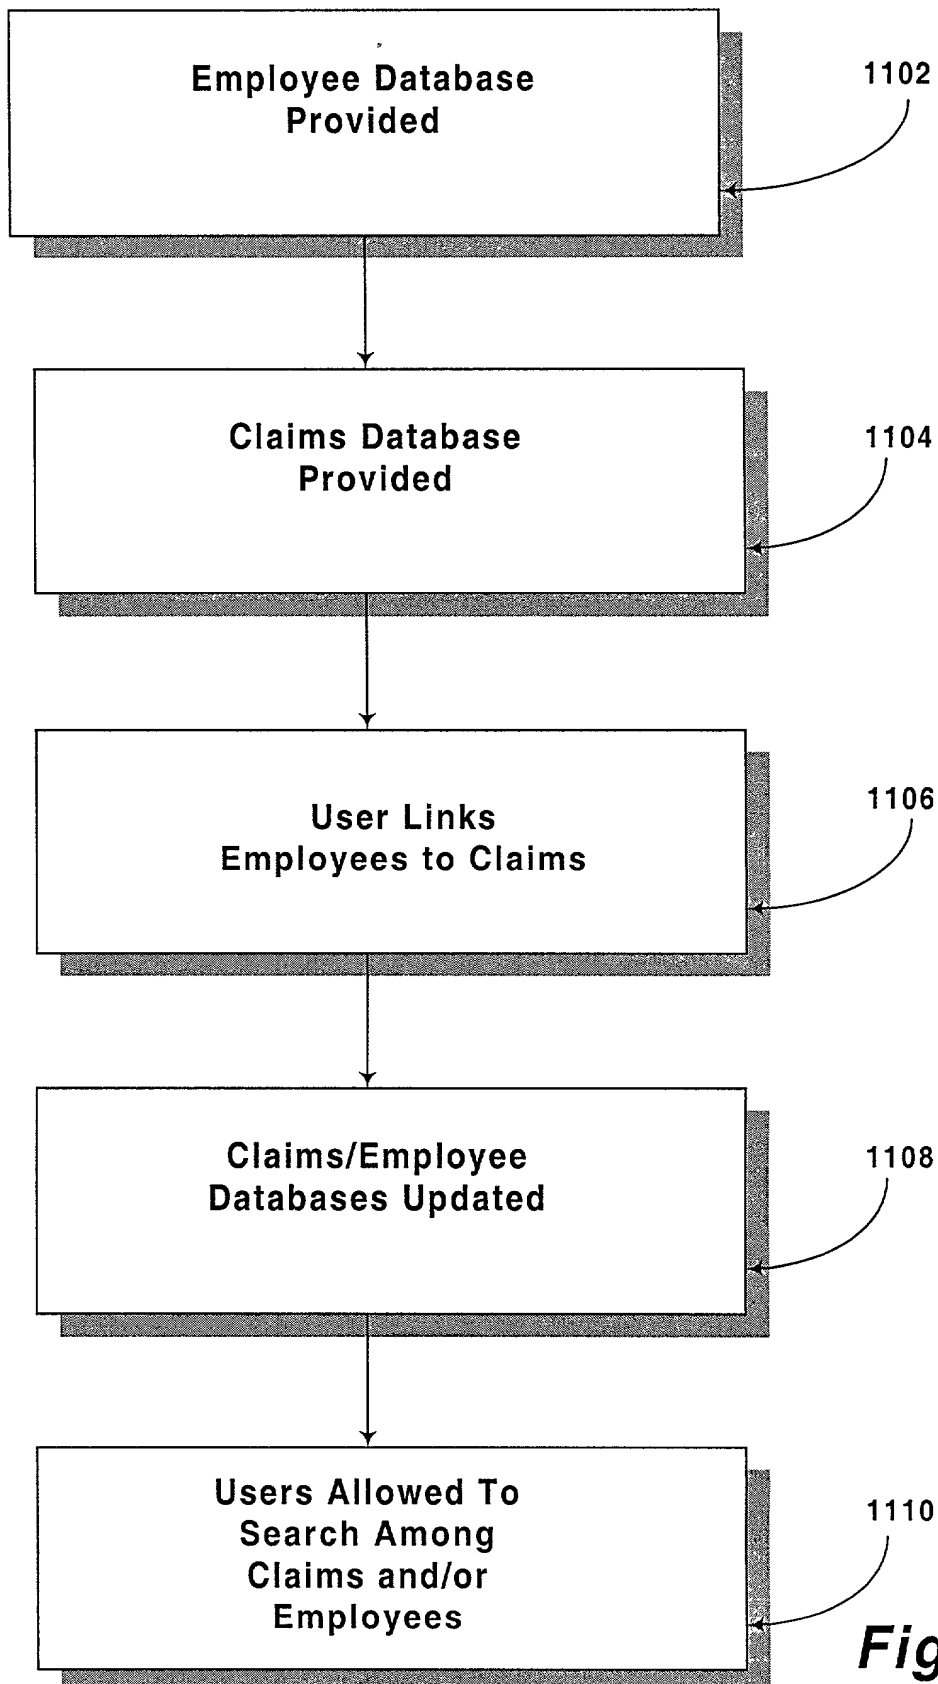 Employee Database
Provided
1102
Claims Database
Provided
1104
User Links
Employees to Claims
1106
Claims/Employee
Databases Updated
1108
Users Allowed To
Search Among
Claims and/or
Employees
1110
Fig